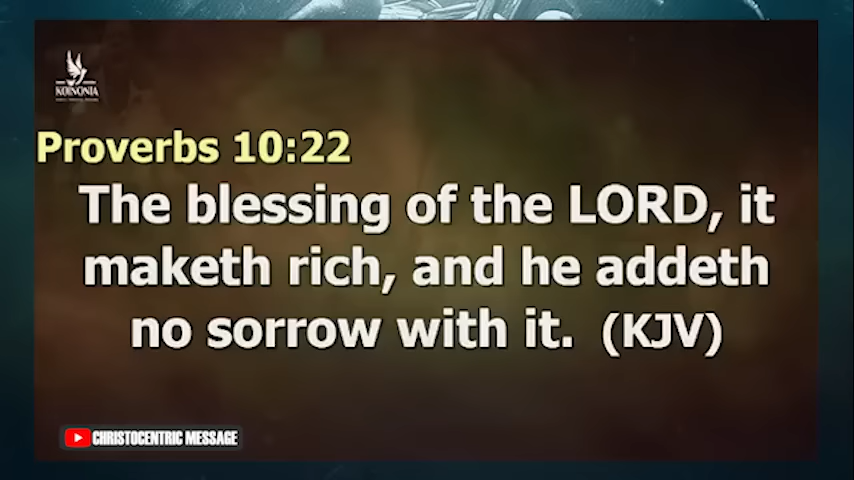 KOINONIA
Proverbs 10:22
The blessing of the LORD, it
maketh rich, and he addeth
no sorrow with it. (KJV)
CHRISTOCENTRIC MESSAGE